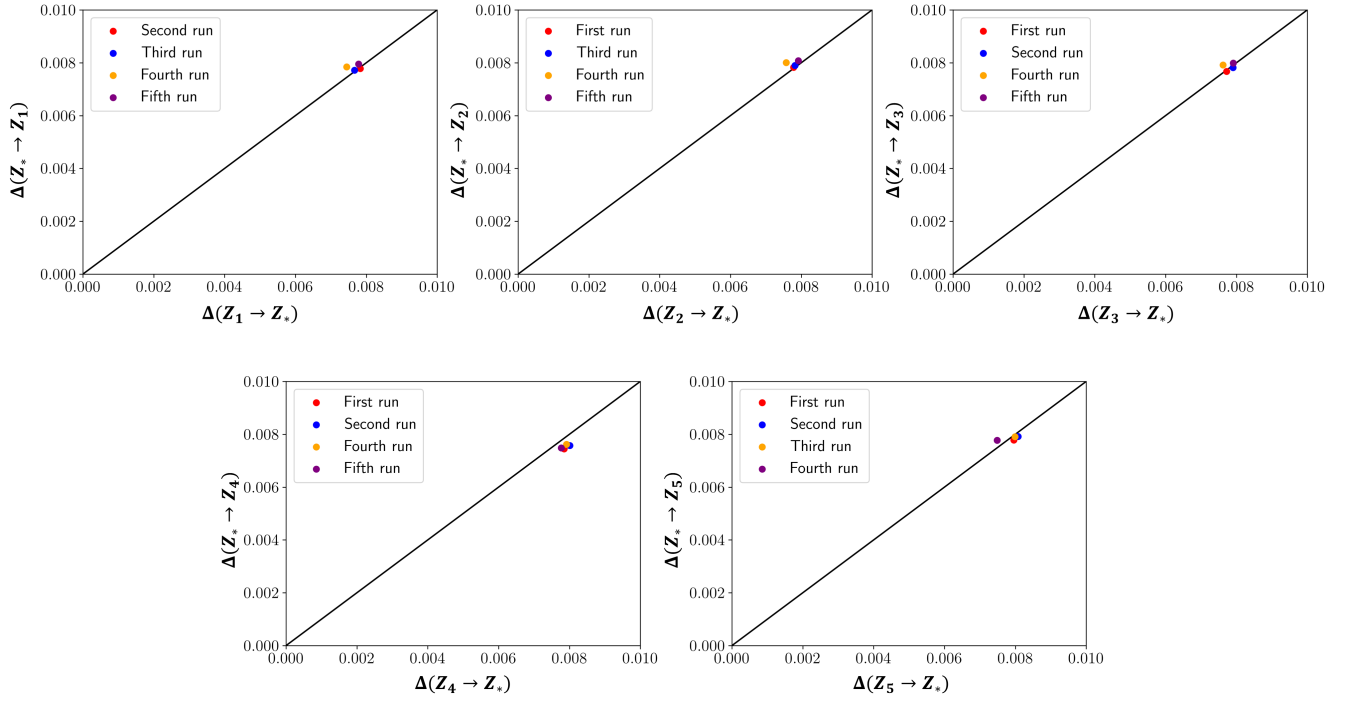 0.010
0.008
0.006
0.004
0.002
0.000
0.000 0.002 0.004 0.006 0.008 0.010
Δ(Z* → Z1)
Δ(Z1 → Z*)
Second run
Third run
Fourth run
Fifth run
0.010
0.008
0.006
0.004
0.002
0.000
0.000 0.002 0.004 0.006 0.008 0.010
Δ(Z* → Z2)
Δ(Z2 → Z*)
First run
Third run
Fourth run
Fifth run
0.010
0.008
0.006
0.004
0.002
0.000
0.000 0.002 0.004 0.006 0.008 0.010
Δ(Z* → Z3)
Δ(Z3 → Z*)
First run
Second run
Fourth run
Fifth run
0.010
0.008
0.006
0.004
0.002
0.000
0.000 0.002 0.004 0.006 0.008 0.010
Δ(Z* → Z4)
Δ(Z4 → Z*)
First run
Second run
Fourth run
Fifth run
0.010
0.008
0.006
0.004
0.002
0.000
0.000 0.002 0.004 0.006 0.008 0.010
Δ(Z* → Z5)
Δ(Z5 → Z*)
First run
Second run
Third run
Fourth run